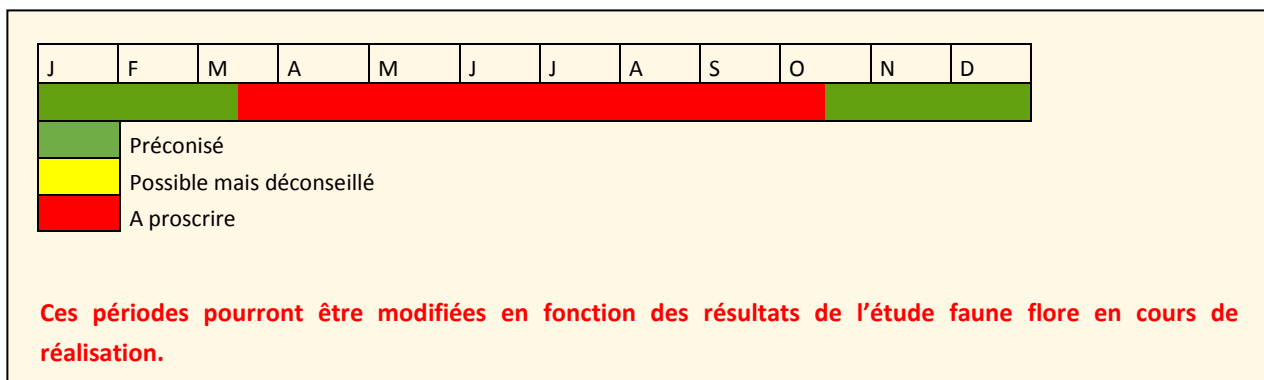 J F M A M J J A S O N D
Préconisé
Possible mais déconseillé
A proscrire
Ces périodes pourront être modifiées en fonction des résultats de l’étude faune flore en cours de
réalisation.